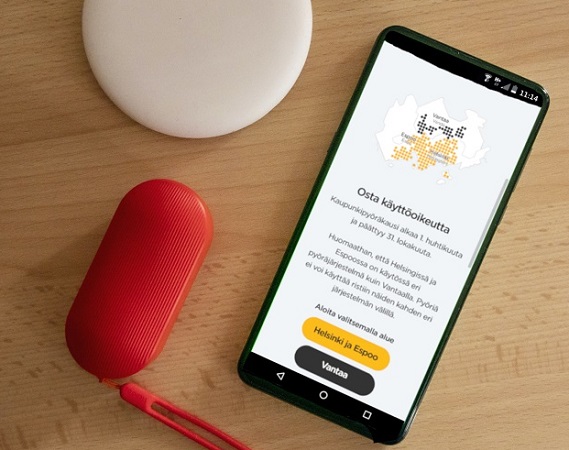 11:14
Vantaa
Espoo
Osta käyttöoikeutta
Kaupunkipyöräkausi alkaa 1. huhtikuuta
ja päättyy 31. lokakuuta.
Huomaathan, että Helsingissä ja
Espoossa on käytössä eri
pyöräjärjestelmä kuin Vantaalla. Pyöriä
ei voi käyttää ristiin näiden kahden eri
järjestelmän välillä.
Aloita valitsemalla alue
Helsinki ja Espoo
Vantaa